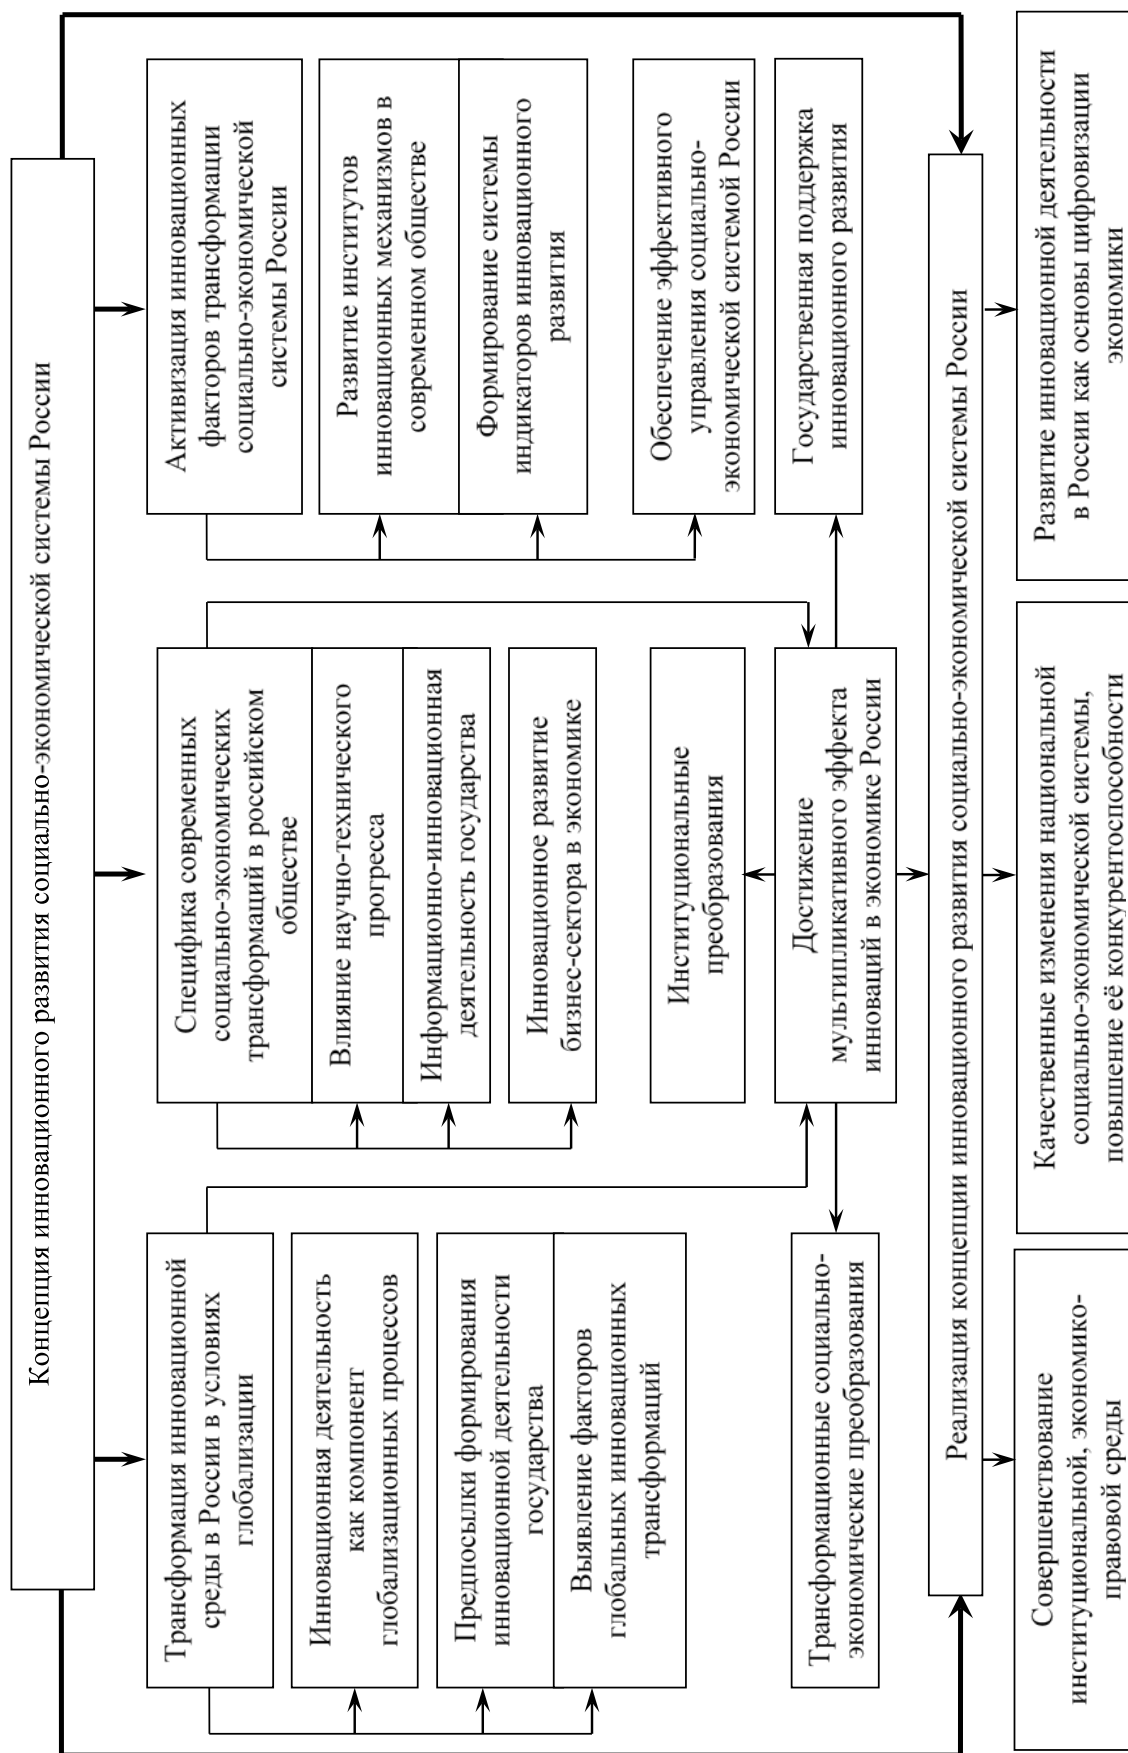 Концепция инновационного развития социально-экономической системы России
Трансформация инновационной
среды в России в условиях
глобализации
Инновационная деятельность
как компонент
глобализационных процессов
Предпосылки формирования
инновационной деятельности
государства
Выявление факторов
глобальных инновационных
трансформаций
Трансформационные социально-
экономические преобразования
Специфика современных
социально-экономических
трансформаций в российском
обществе
Влияние научно-технического
прогресса
Информационно-инновационная
деятельность государства
Инновационное развитие
бизнес-сектора в экономике
Институциональные
преобразования
Достижение
мультипликативного эффекта
инноваций в экономике России
Активизация инновационных
факторов трансформации
социально-экономической
системы России
Развитие институтов
инновационных механизмов в
современном обществе
Формирование системы
индикаторов инновационного
развития
Обеспечение эффективного
управления социально-
экономической системой России
Государственная поддержка
инновационного развития
Реализация концепции инновационного развития социально-экономической системы России
Совершенствование
институциональной, экономико-
правовой среды
Качественные изменения национальной
социально-экономической системы,
повышение её конкурентоспособности
Развитие инновационной деятельности
в России как основы цифровизации
экономики